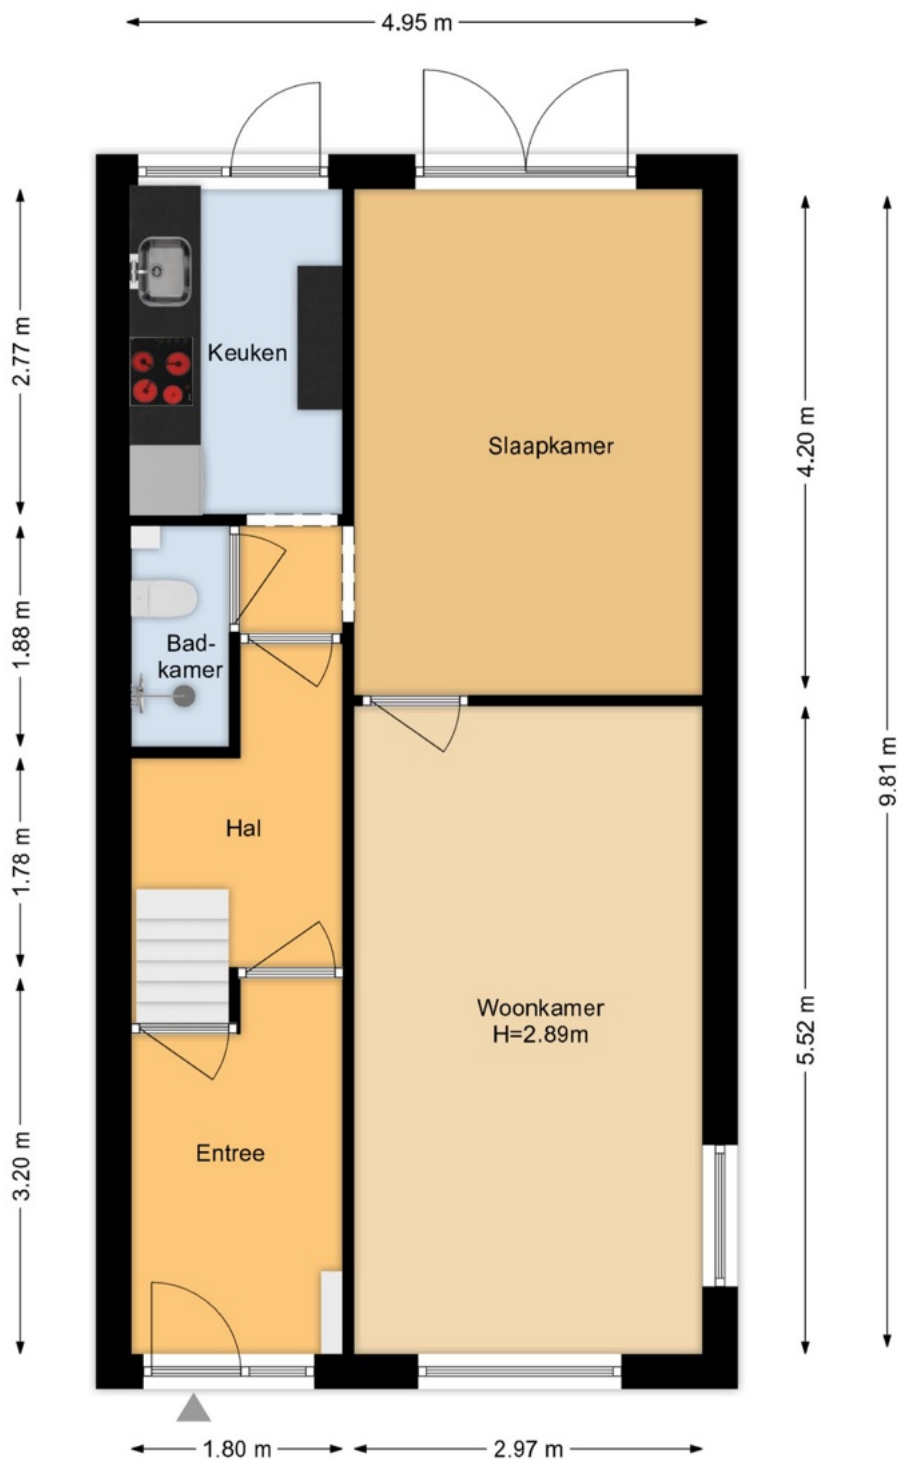 4.95 m
2.77 m
Keuken
Slaapkamer
4.20 m
1.88 m
Bad-
kamer
9.81 m
1.78 m
Hal
Woonkamer
H=2.89m
5.52 m
3.20 m
Entree
1.80 m
2.97 m